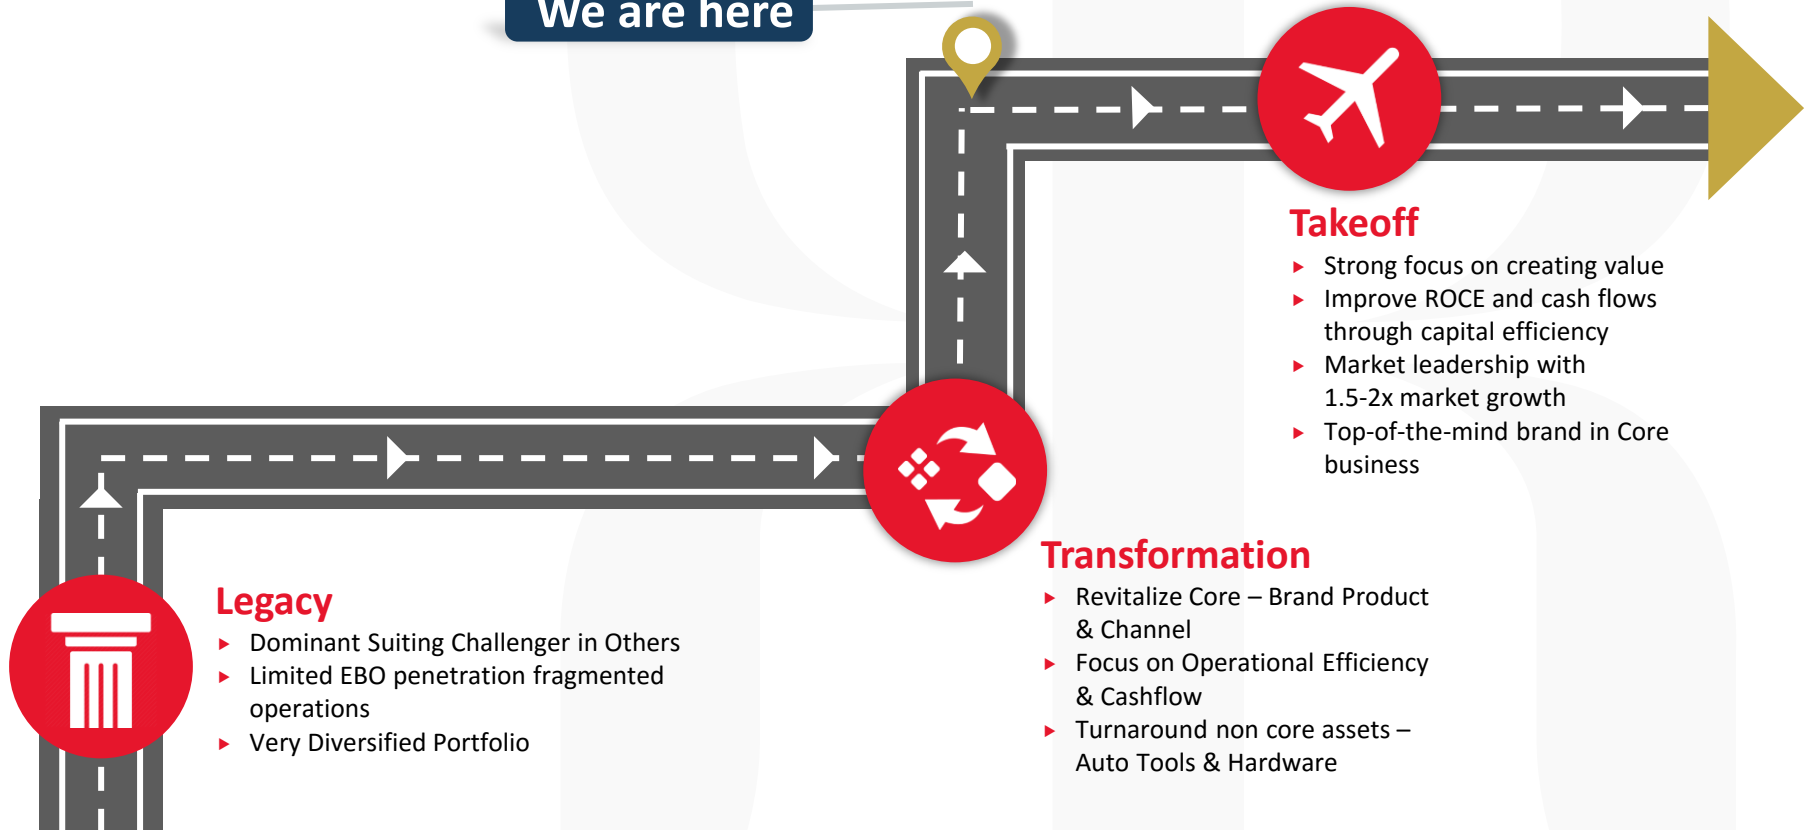 We are here
Takeoff
Strong focus on creating value
Improve ROCE and cash flows
through capital efficiency
Market leadership with
1.5-2x market growth
Top-of-the-mind brand in Core
business
Transformation
Revitalize Core – Brand Product
& Channel
Focus on Operational Efficiency
& Cashflow
Turnaround non core assets –
Auto Tools & Hardware
Legacy
Dominant Suiting Challenger in Others
Limited EBO penetration fragmented
operations
Very Diversified Portfolio